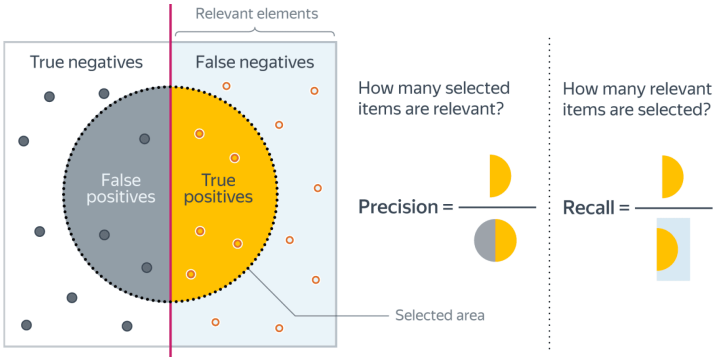 Relevant elements
True negatives
False negatives
False
positives
True
positives
Selected area
How many selected
items are relevant?
Precision =
How many relevant
items are selected?
Recall =